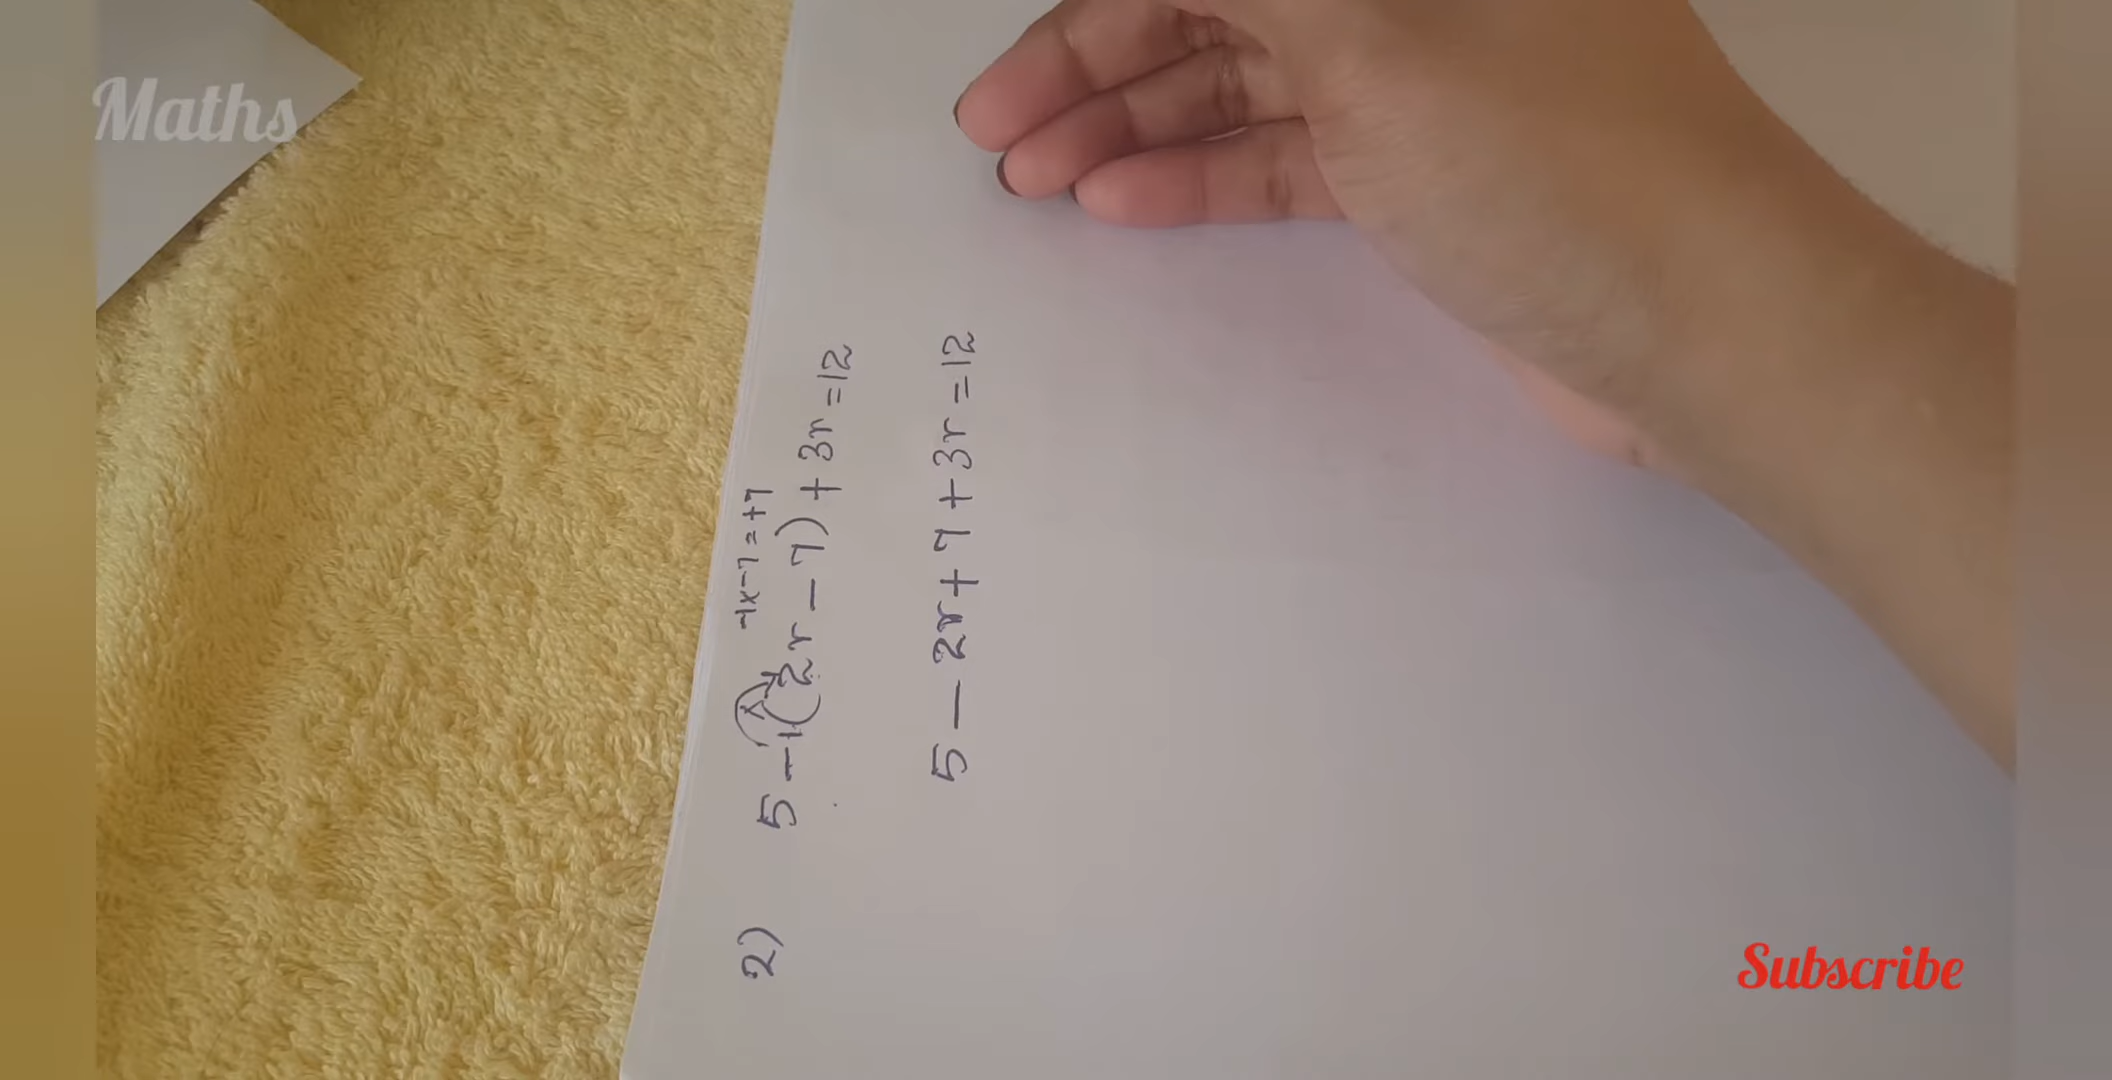 Maths
2) 5 - 1(2r - 7) + 3r = 12
-1x-7=+7
5 - 2r + 7 + 3r = 12
Subscribe